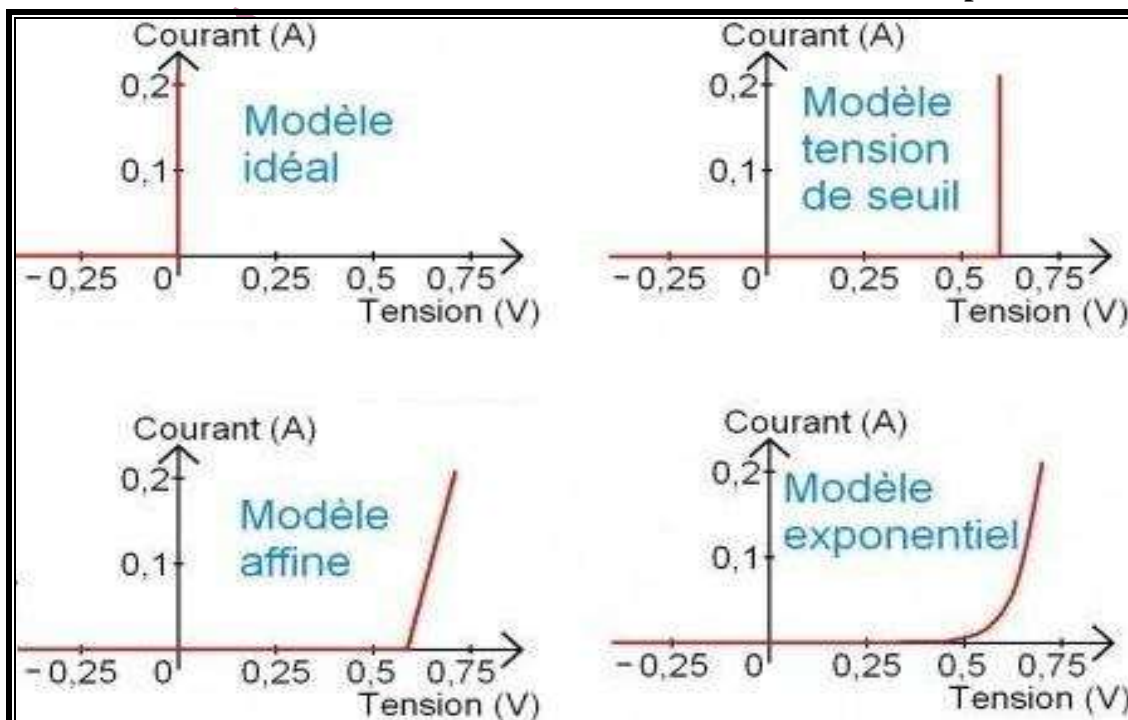 Courant (A)
0,2
0,1
Modèle
idéal
-0,25 0 0,25 0,5 0,75
Tension (V)
Courant (A)
0,2
0,1
Modèle
tension
de seuil
-0,25 0 0,25 0,5 0,75
Tension (V)
Courant (A)
0,2
0,1
Modèle
affine
-0,25 0 0,25 0,5 0,75
Tension (V)
Courant (A)
0,2
0,1
Modèle
exponentiel
-0,25 0 0,25 0,5 0,75
Tension (V)